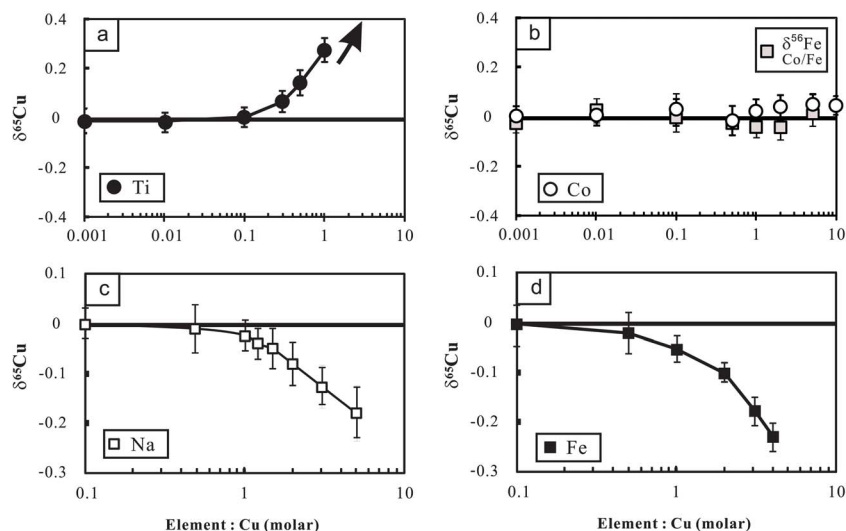 a
δ⁶⁵Cu
0.4
0.2
0
-0.2
-0.4
Ti
0.001
0.01
0.1
1
10
b
δ⁶⁵Cu
0.4
0.2
0
-0.2
-0.4
δ⁵⁶Fe
Co/Fe
Co
0.001
0.01
0.1
1
10
c
δ⁶⁵Cu
0.1
0
-0.1
-0.2
-0.3
Na
0.1
1
10
Element : Cu (molar)
d
δ⁶⁵Cu
0.1
0
-0.1
-0.2
-0.3
Fe
0.1
1
10
Element : Cu (molar)